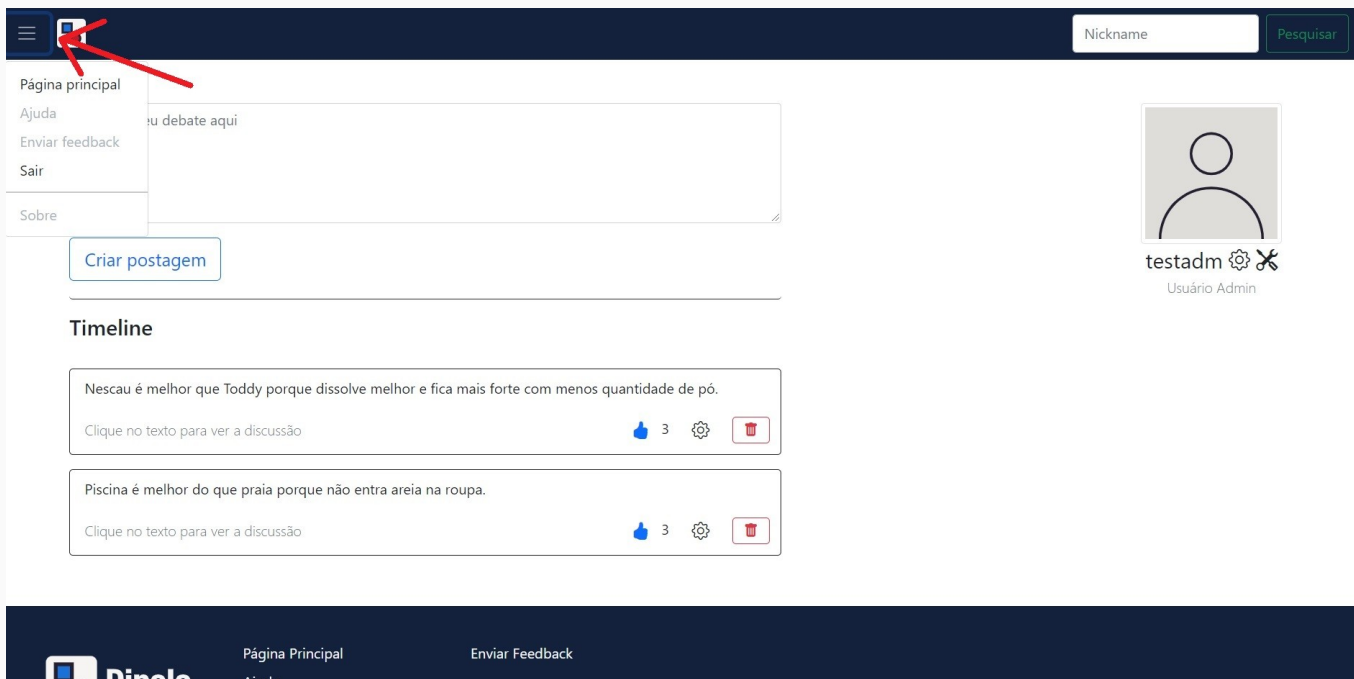 Nickname
Pesquisar
Página principal
Ajuda
Enviar feedback
Sair
Sobre
eu debate aqui
Criar postagem
testadm
Usuário Admin
Timeline
Nescau é melhor que Toddy porque dissolve melhor e fica mais forte com menos quantidade de pó.
Clique no texto para ver a discussão
3
Piscina é melhor do que praia porque não entra areia na roupa.
Clique no texto para ver a discussão
3
Página Principal
Enviar Feedback